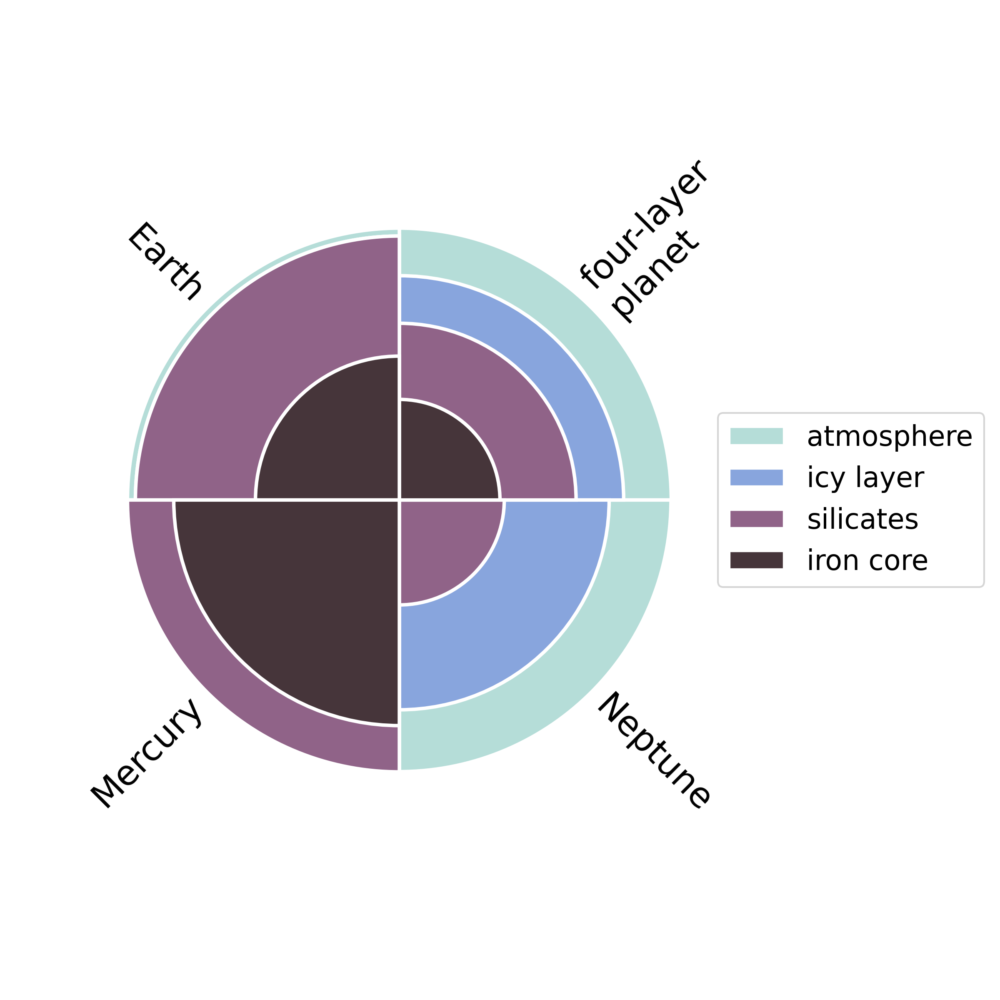 Earth
four-layer
planet
Mercury
Neptune
atmosphere
icy layer
silicates
iron core